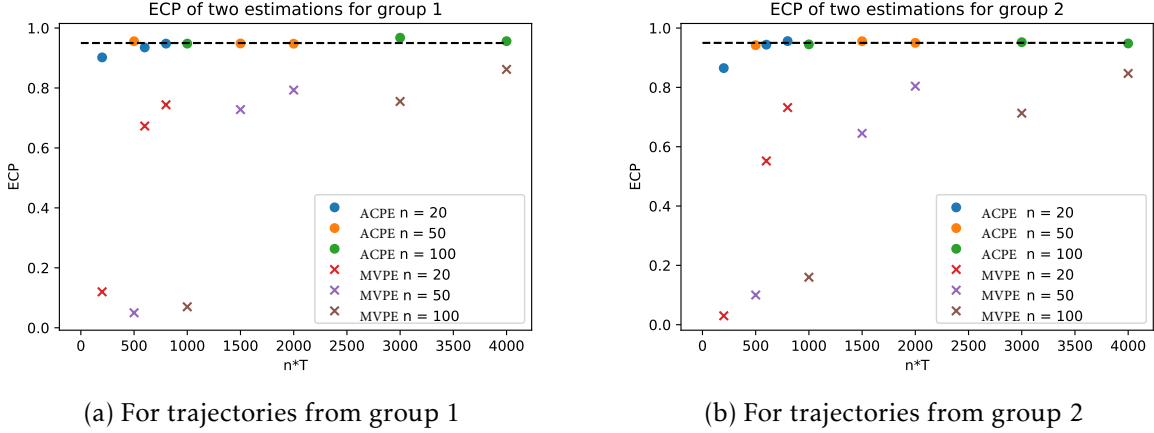 ECP of two estimations for group 1
1.0
0.8
0.6
0.4
0.2
0.0
ECP
ACPE n = 20
ACPE n = 50
ACPE n = 100
MVPE n = 20
MVPE n = 50
MVPE n = 100
0 500 1000 1500 2000 2500 3000 3500 4000
n*T
(a) For trajectories from group 1
ECP of two estimations for group 2
1.0
0.8
0.6
0.4
0.2
0.0
ECP
ACPE n = 20
ACPE n = 50
ACPE n = 100
MVPE n = 20
MVPE n = 50
MVPE n = 100
0 500 1000 1500 2000 2500 3000 3500 4000
n*T
(b) For trajectories from group 2